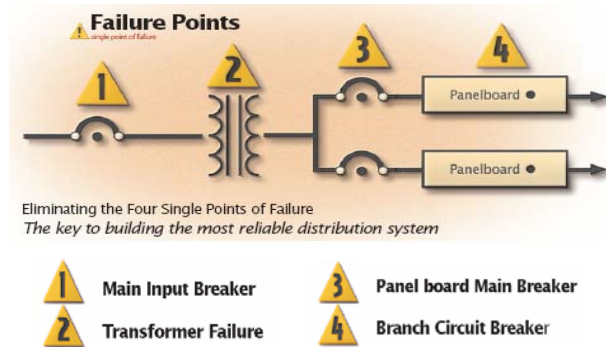 Failure Points
single point of failure
1
2
3
4
Panelboard
Panelboard
Eliminating the Four Single Points of Failure
The key to building the most reliable distribution system
1 Main Input Breaker
2 Transformer Failure
3 Panel board Main Breaker
4 Branch Circuit Breaker